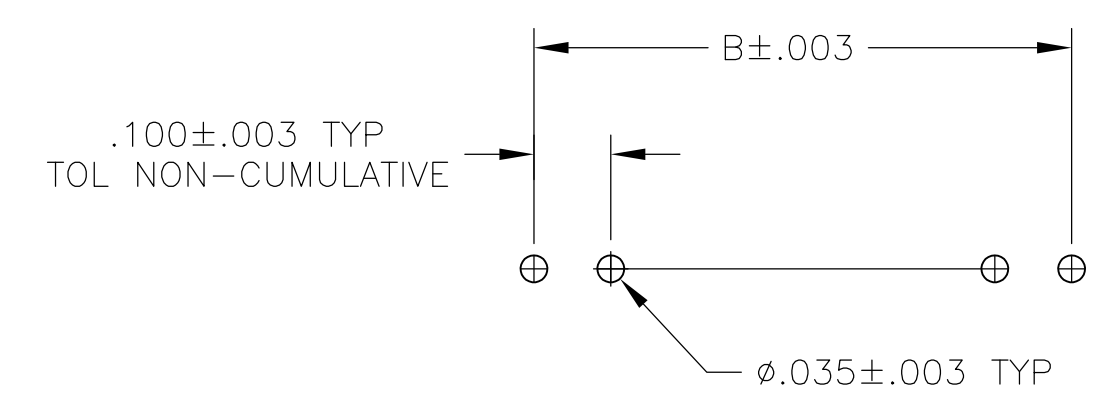 B±.003
.100±.003 TYP
TOL NON-CUMULATIVE
⌀.035±.003 TYP